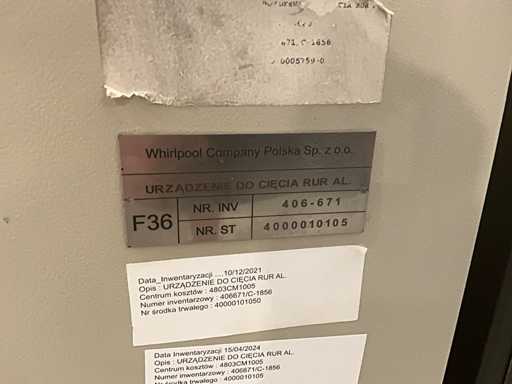 671, C-1856
0005759-0
Whirlpool Company Polska Sp. z o.o.
URZĄDZENIE DO CIĘCIA RUR AL.
F36
NR. INV 406-671
NR. ST 4000010105
Data_Inwentaryzacji ....10/12/2021
Opis : URZĄDZENIE DO CIĘCIA RUR AL.
Centrum kosztów : 4803CM1005
Numer inwentarzowy : 406671/C-1856
Nr środka trwałego : 40000101050
Data Inwentaryzacji 15/04/2024
Opis : URZĄDZENIE DO CIĘCIA RUR AL.
Centrum kosztów : 4803CM1005
Numer inwentarzowy : 406671/C-1856
Nr środka trwałego : 4000010105